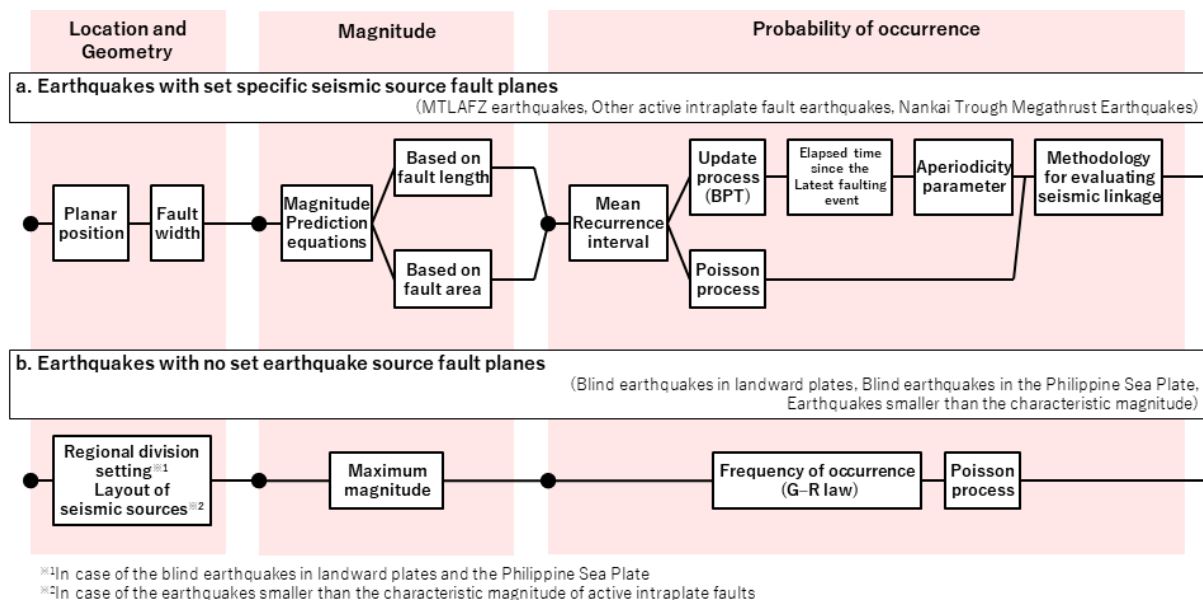 Location and
Geometry
Magnitude
Probability of occurrence
a. Earthquakes with set specific seismic source fault planes
(MTLAFZ earthquakes, Other active intraplate fault earthquakes, Nankai Trough Megathrust Earthquakes)
Planar
position
Fault
width
Magnitude
Prediction
equations
Based on
fault length
Based on
fault area
Mean
Recurrence
interval
Update
process
(BPT)
Elapsed time
since the
Latest faulting
event
Aperiodicity
parameter
Methodology
for evaluating
seismic linkage
Poisson
process
b. Earthquakes with no set earthquake source fault planes
(Blind earthquakes in landward plates, Blind earthquakes in the Philippine Sea Plate,
Earthquakes smaller than the characteristic magnitude)
Regional division
setting※1
Layout of
seismic sources※2
Maximum
magnitude
Frequency of occurrence
(G–R law)
Poisson
process
※1In case of the blind earthquakes in landward plates and the Philippine Sea Plate
※2In case of the earthquakes smaller than the characteristic magnitude of active intraplate faults